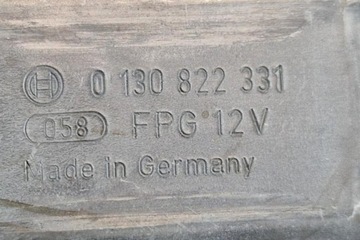 0 130 822 331
058 FPG 12V
Made in Germany